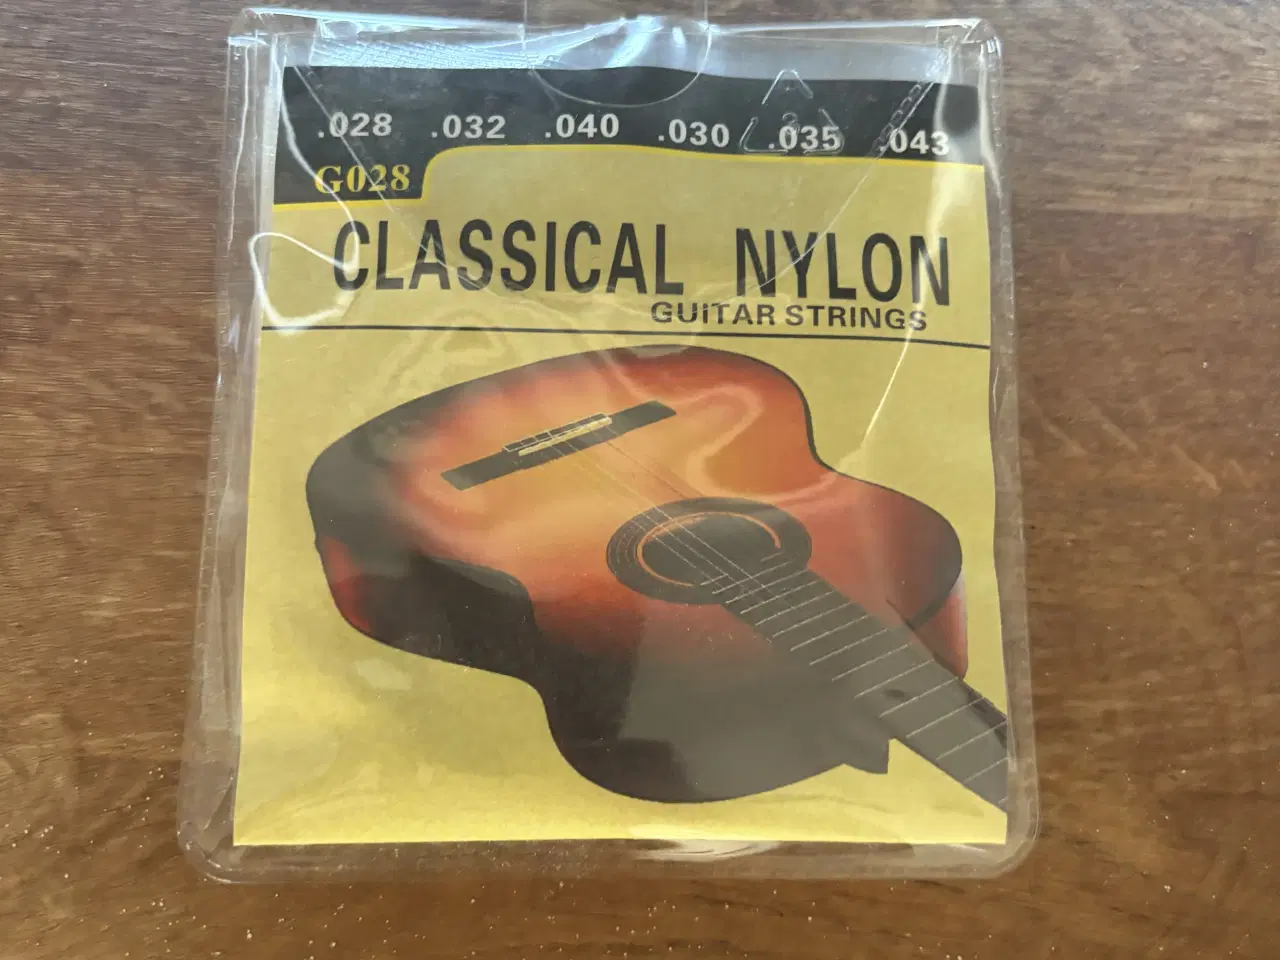 .028 .032 .040 .030 .035 .043
G028
CLASSICAL NYLON
GUITAR STRINGS